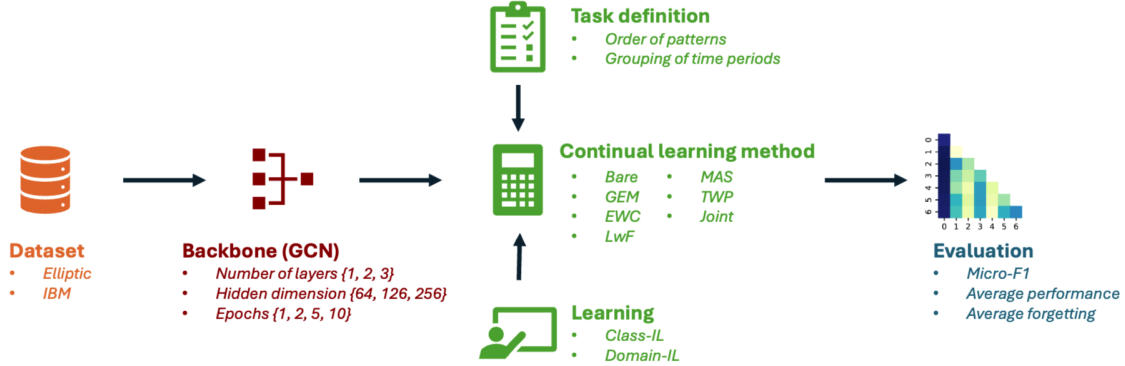 Task definition
• Order of patterns
• Grouping of time periods
Dataset
• Elliptic
• IBM
Backbone (GCN)
• Number of layers {1, 2, 3}
• Hidden dimension {64, 126, 256}
• Epochs {1, 2, 5, 10}
Continual learning method
• Bare
• GEM
• EWC
• LwF
• MAS
• TWP
• Joint
Learning
• Class-IL
• Domain-IL
0
1
2
3
4
5
6
0 1 2 3 4 5 6
Evaluation
• Micro-F1
• Average performance
• Average forgetting